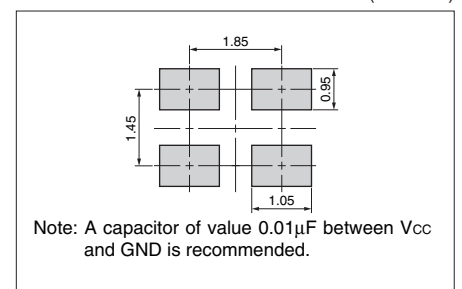 1.85
0.95
1.45
1.05
Note: A capacitor of value 0.01μF between Vcc
and GND is recommended.